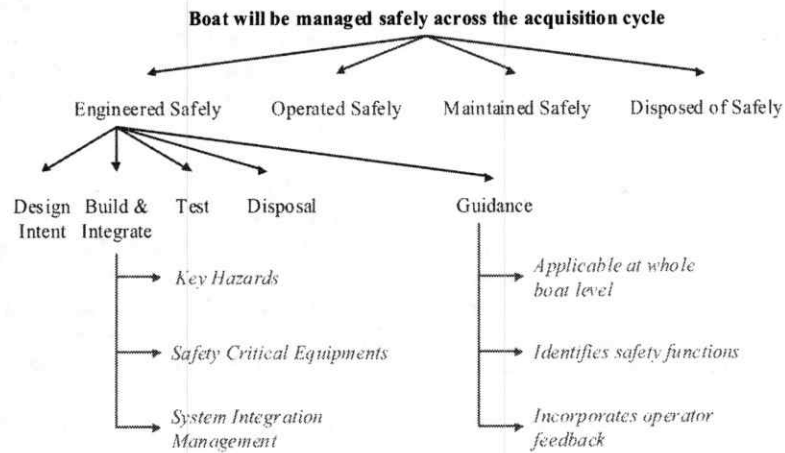 Boat will be managed safely across the acquisition cycle
Engineered Safely
Operated Safely
Maintained Safely
Disposed of Safely
Design
Intent
Build &
Integrate
Test
Disposal
Guidance
Key Hazards
Safety Critical Equipments
System Integration
Management
Applicable at whole
boat level
Identifies safety functions
Incorporates operator
feedback